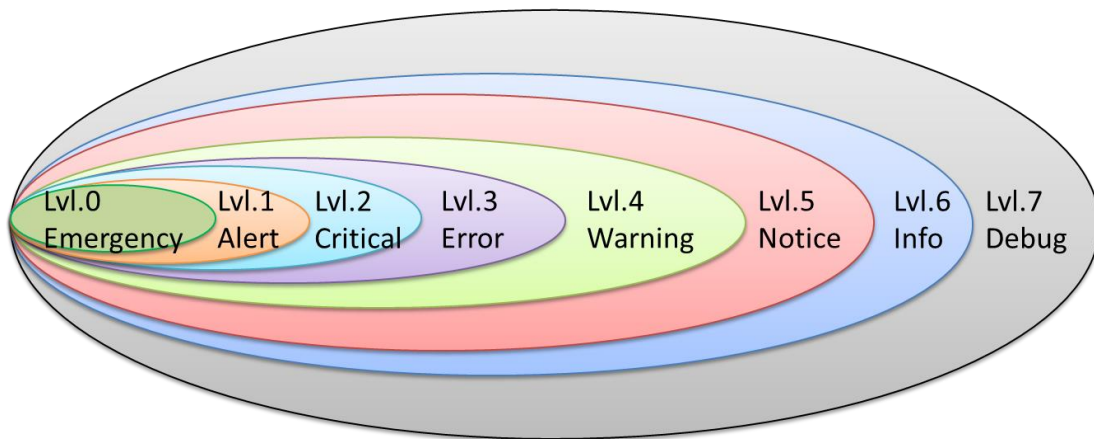 Lvl.0
Emergency
Lvl.1
Alert
Lvl.2
Critical
Lvl.3
Error
Lvl.4
Warning
Lvl.5
Notice
Lvl.6
Info
Lvl.7
Debug